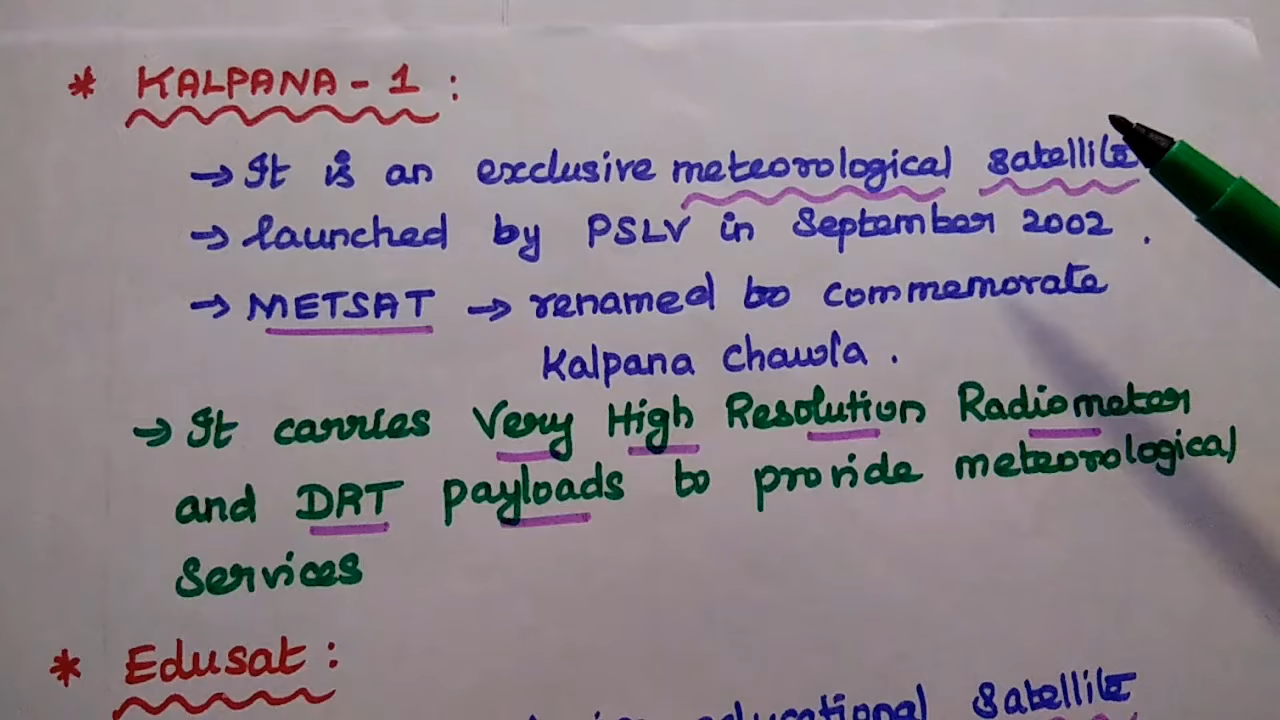 * KALPANA - 1 :
→ It is an exclusive meteorological satellite
→ launched by PSLV in September 2002 .
→ METSAT → renamed to commemorate
Kalpana Chawla .
→ It carries Very High Resolution Radiometer
and DRT payloads to provide meteorological
Services
* Edusat :
educational satellite